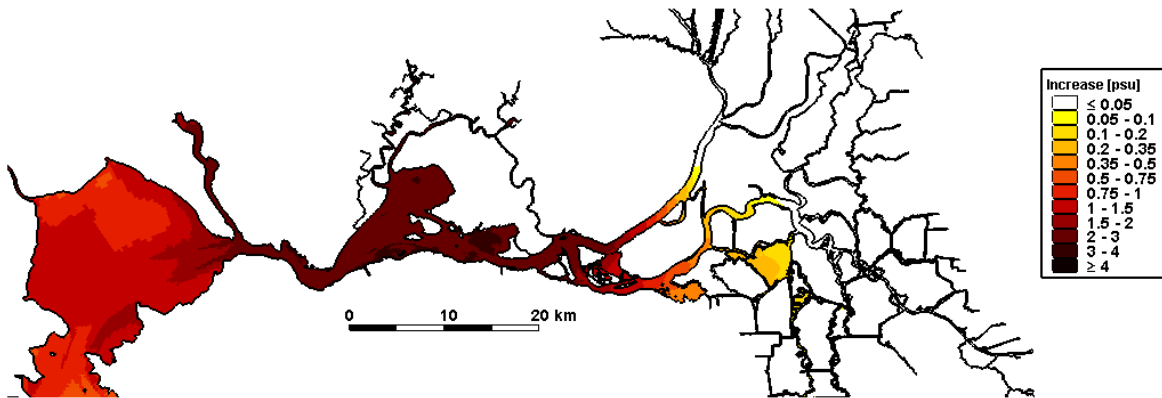 Increase [psu]
≤ 0.05
0.05 - 0.1
0.1 - 0.2
0.2 - 0.35
0.35 - 0.5
0.5 - 0.75
0.75 - 1
1 - 1.5
1.5 - 2
2 - 3
3 - 4
≥ 4
0 10 20 km